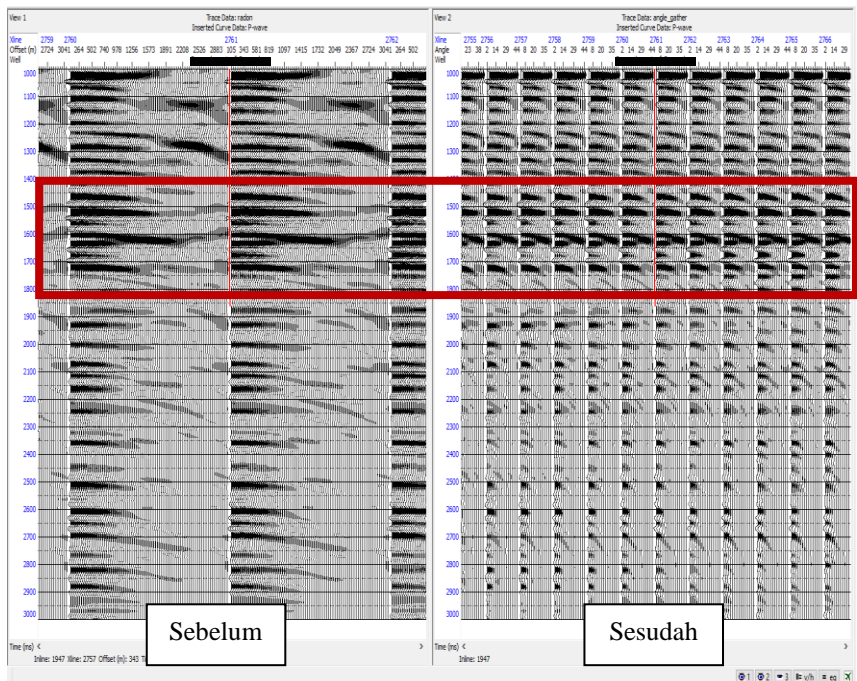 View 1
Trace Data: radon
Inserted Curve Data: P-wave
Xline 2759 2760 2761 2762
Offset (m) 2724 3041 264 502 740 978 1256 1573 1891 2208 2526 2883 105 343 581 819 1097 1415 1732 2049 2367 2724 3041 264 502
Well
1000
1100
1200
1300
1400
1500
1600
1700
1800
1900
2000
2100
2200
2300
2400
2500
2600
2700
2800
2900
3000
Sebelum
Time (ms)
Inline: 1947 Xline: 2757 Offset (m): 343
View 2
Trace Data: angle_gather
Inserted Curve Data: P-wave
Xline 2755 2756 2757 2758 2759 2760 2761 2762 2763 2764 2765 2766
Angle 23 38 2 14 29 44 8 20 35 2 14 29 44 8 20 35 2 14 29 44 8 20 35 2 14 29 44 8 20 35 2 14 29
Well
1000
1100
1200
1300
1400
1500
1600
1700
1800
1900
2000
2100
2200
2300
2400
2500
2600
2700
2800
2900
3000
Sesudah
Time (ms)
Inline: 1947
1 2 3 v/h eq